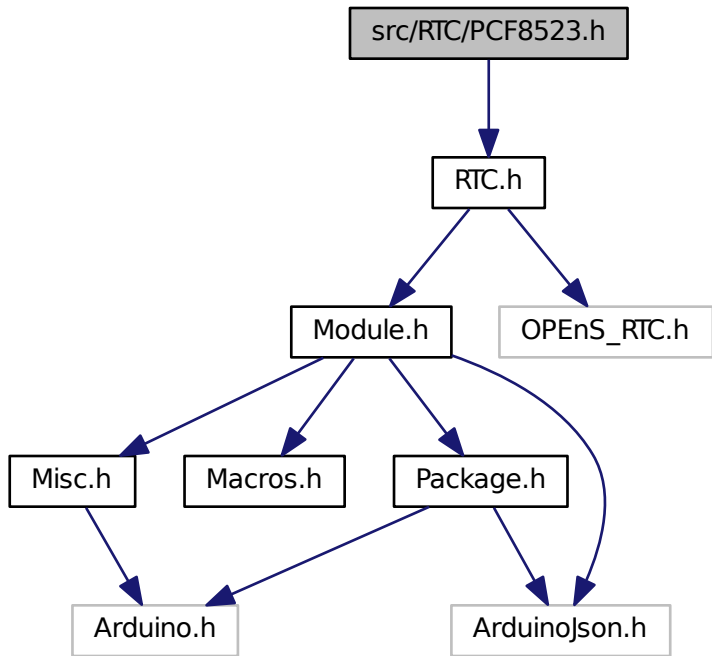 src/RTC/PCF8523.h
RTC.h
Module.h
OPEnS_RTC.h
Misc.h
Macros.h
Package.h
Arduino.h
ArduinoJson.h